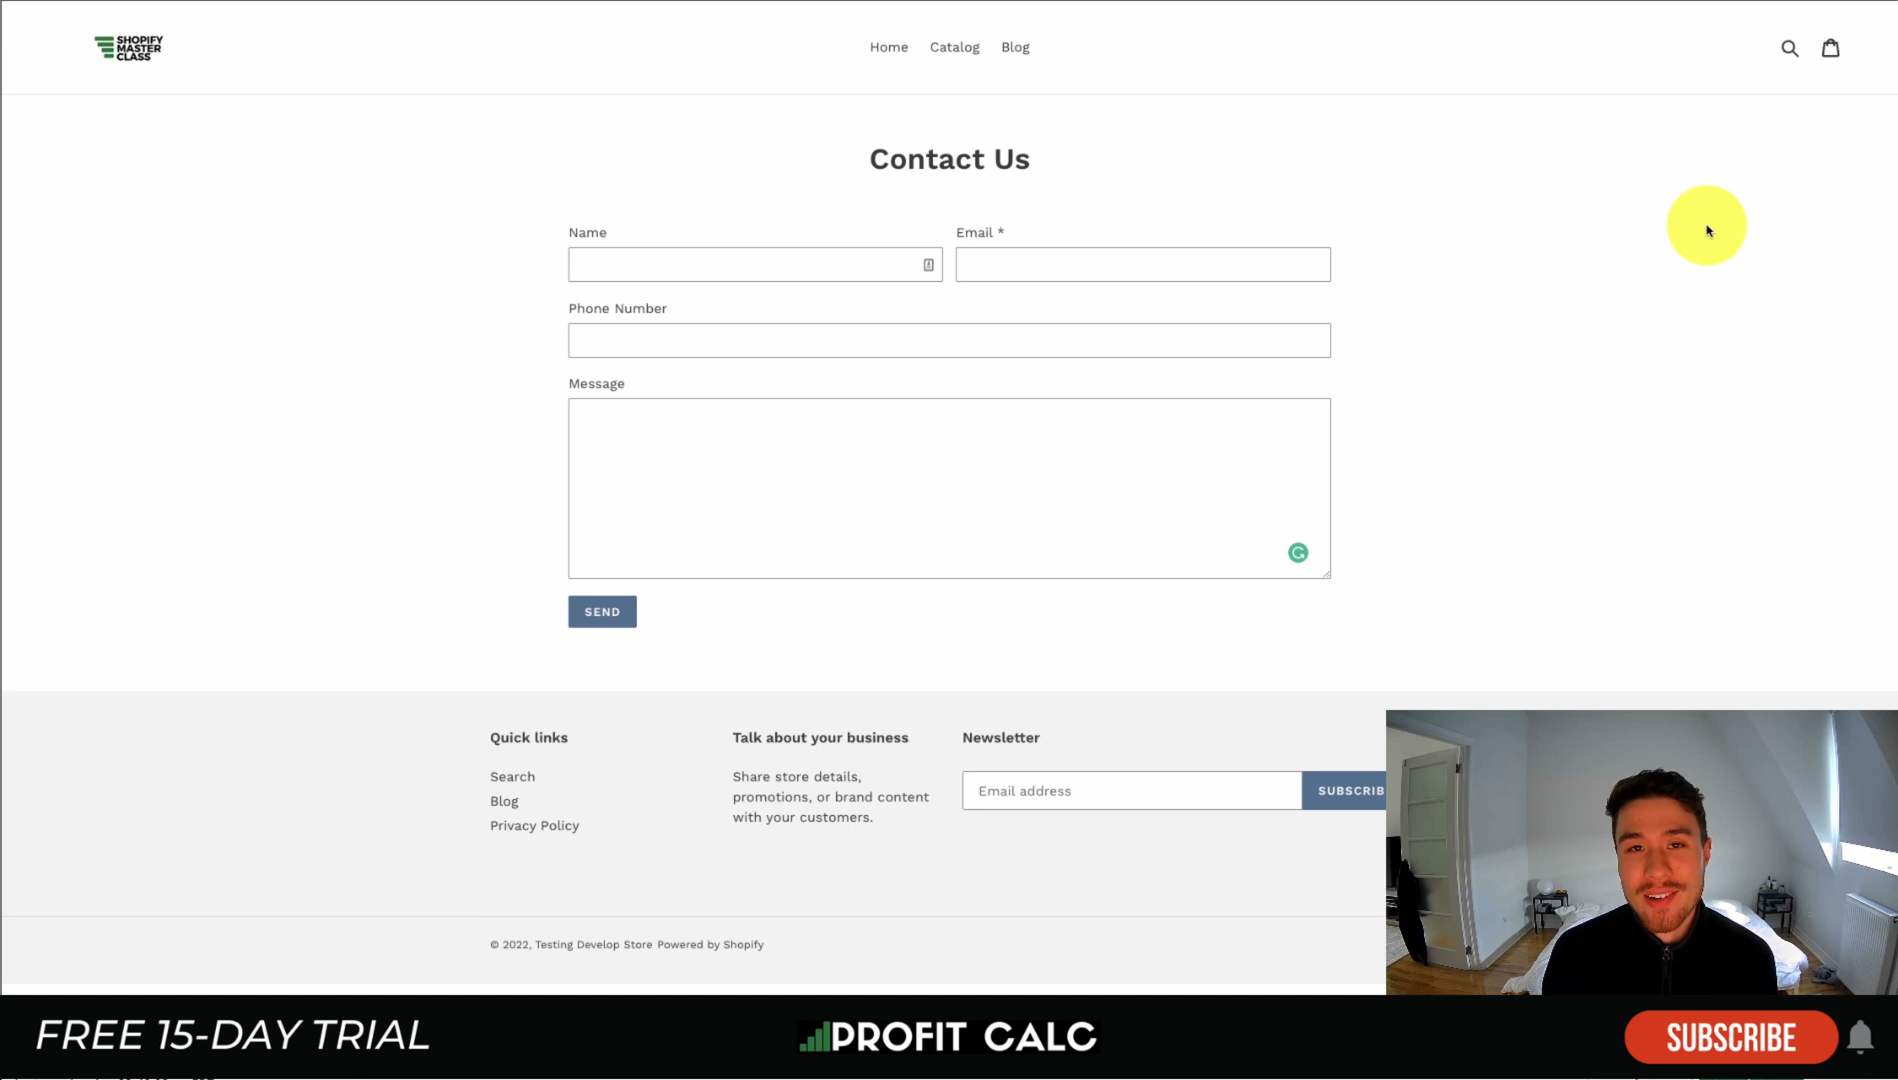 SHOPIFY
MASTER
CLASS
Home Catalog Blog
Contact Us
Name Email *
Phone Number
Message
SEND
Quick links
Search
Blog
Privacy Policy
Talk about your business
Share store details,
promotions, or brand content
with your customers.
Newsletter
Email address SUBSCRIB
© 2022, Testing Develop Store Powered by Shopify
FREE 15-DAY TRIAL
PROFIT CALC
SUBSCRIBE